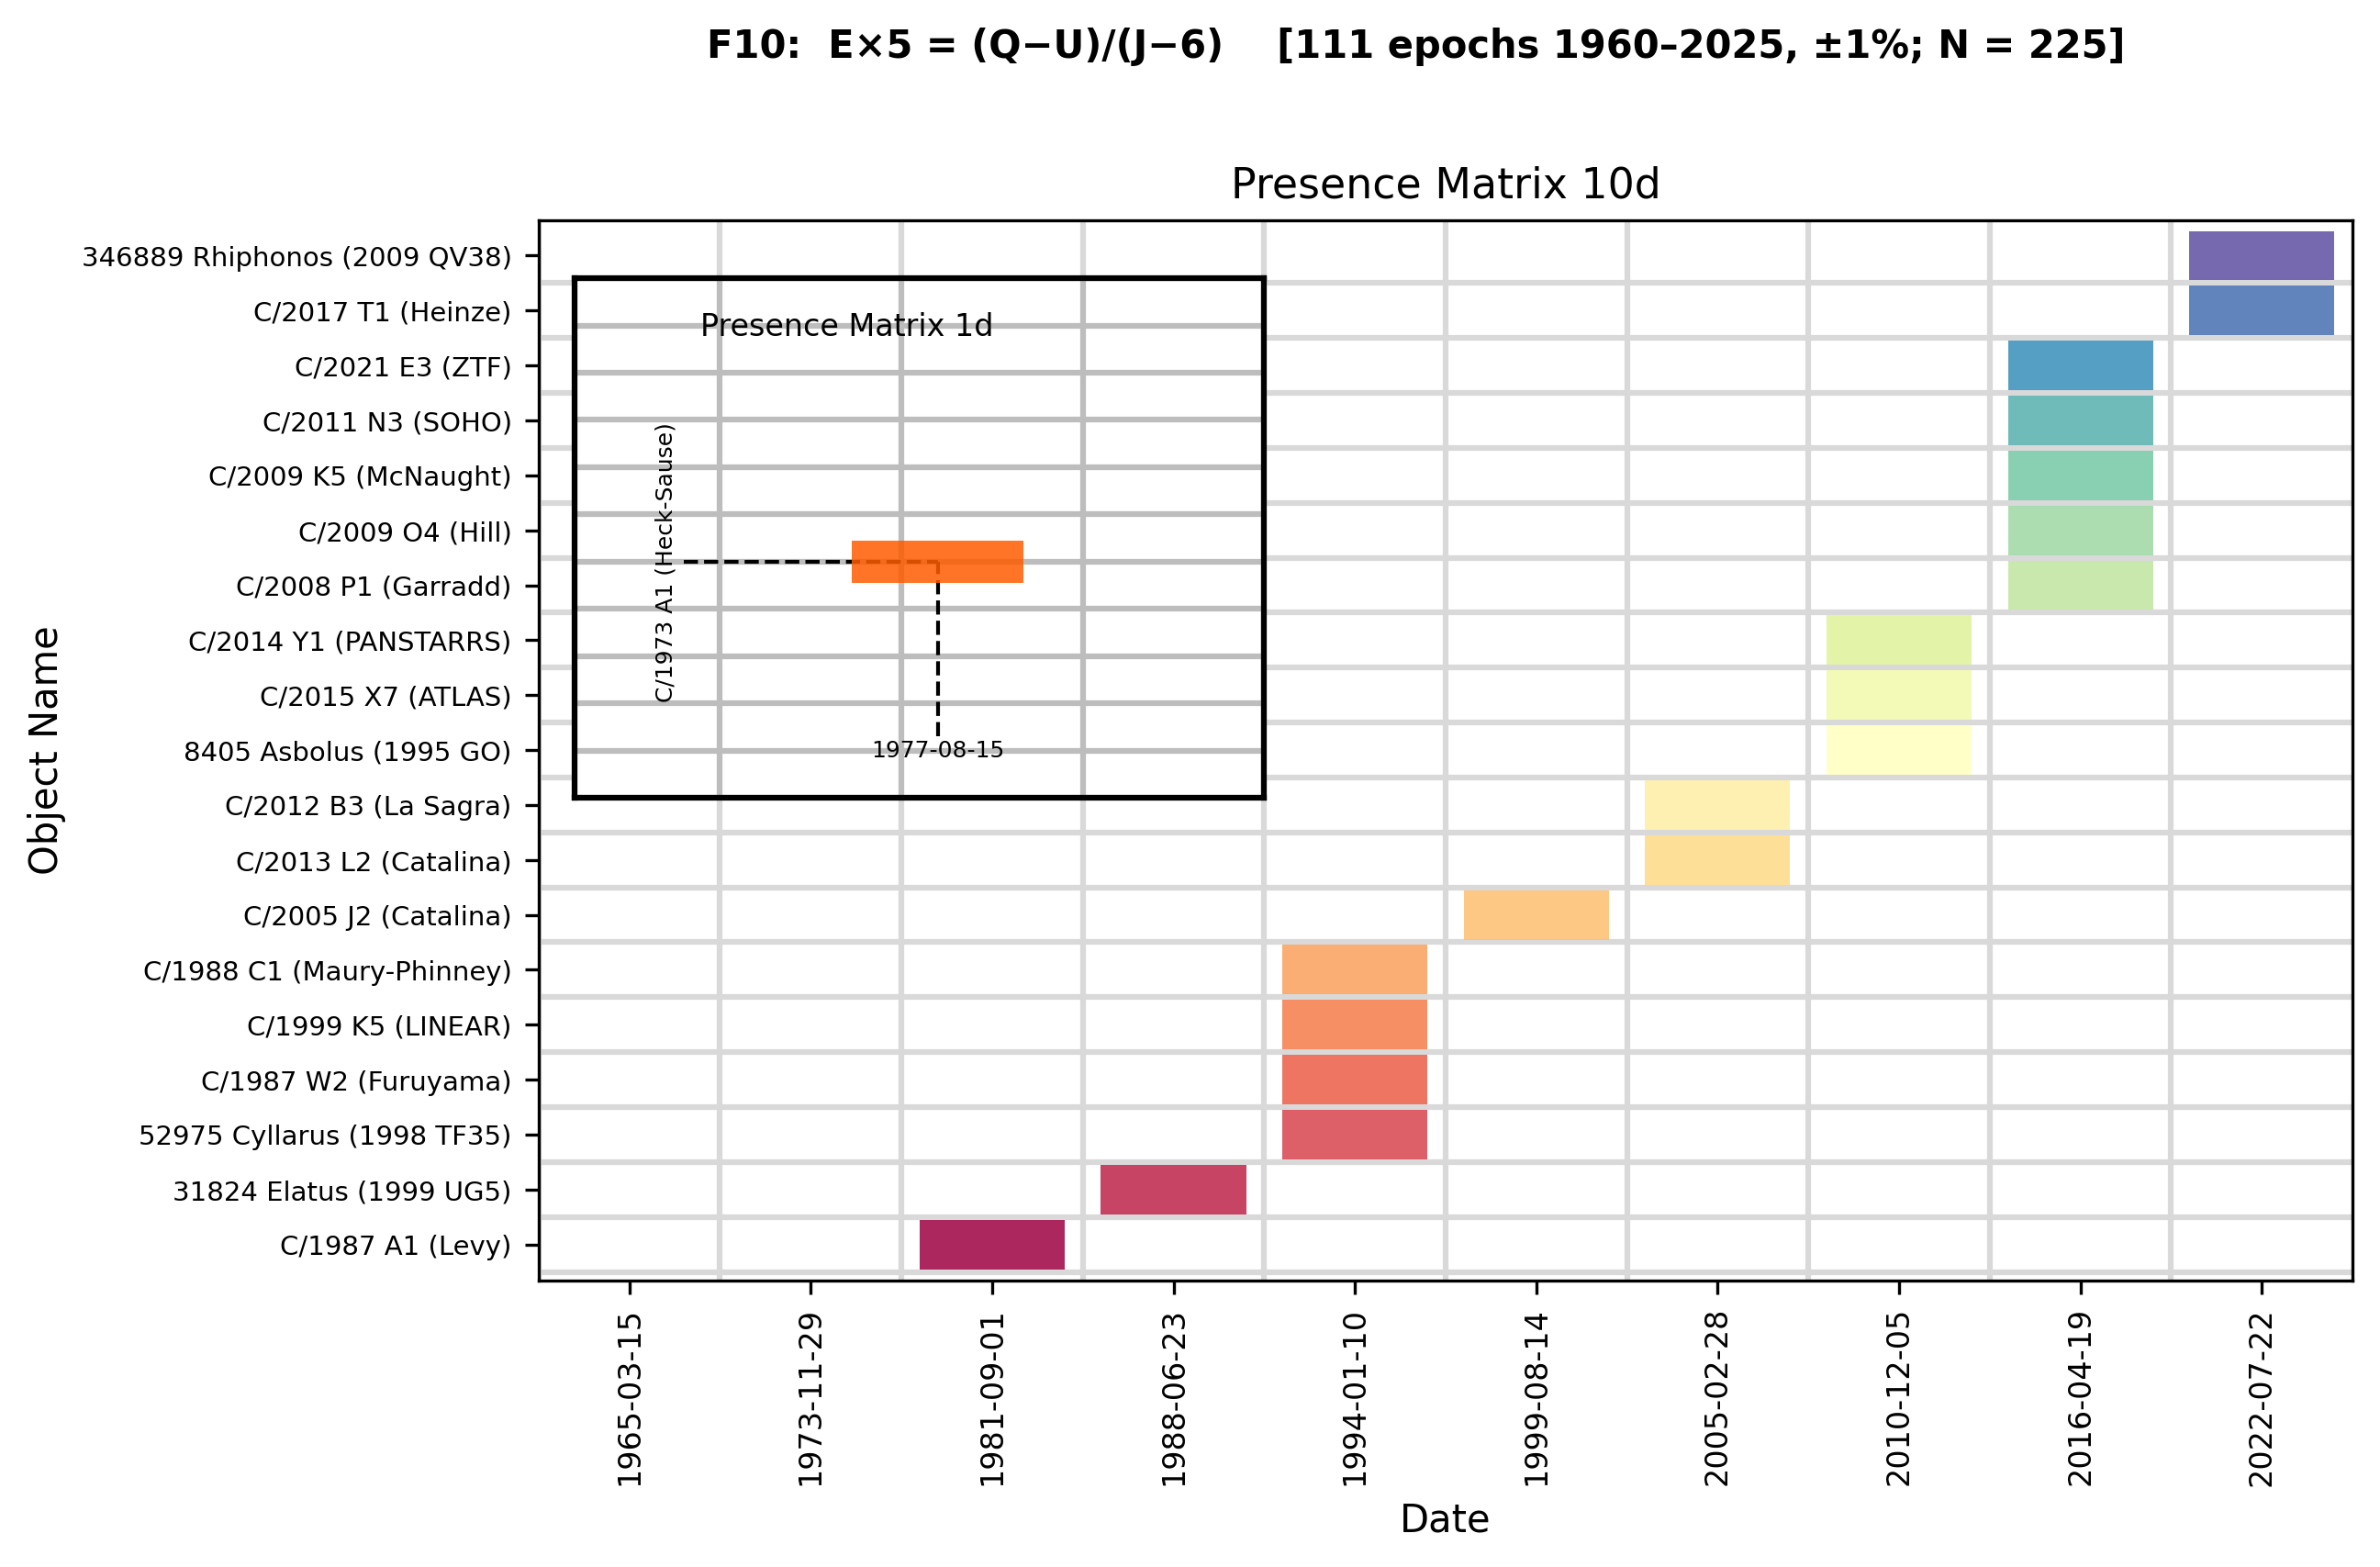 F10:  E×5 = (Q−U)/(J−6)    [111 epochs 1960–2025, ±1%; N = 225]
Presence Matrix 10d
Object Name
346889 Rhiphonos (2009 QV38)
C/2017 T1 (Heinze)
C/2021 E3 (ZTF)
C/2011 N3 (SOHO)
C/2009 K5 (McNaught)
C/2009 O4 (Hill)
C/2008 P1 (Garradd)
C/2014 Y1 (PANSTARRS)
C/2015 X7 (ATLAS)
8405 Asbolus (1995 GO)
C/2012 B3 (La Sagra)
C/2013 L2 (Catalina)
C/2005 J2 (Catalina)
C/1988 C1 (Maury-Phinney)
C/1999 K5 (LINEAR)
C/1987 W2 (Furuyama)
52975 Cyllarus (1998 TF35)
31824 Elatus (1999 UG5)
C/1987 A1 (Levy)
Presence Matrix 1d
C/1973 A1 (Heck-Sause)
1977-08-15
1965-03-15
1973-11-29
1981-09-01
1988-06-23
1994-01-10
1999-08-14
2005-02-28
2010-12-05
2016-04-19
2022-07-22
Date